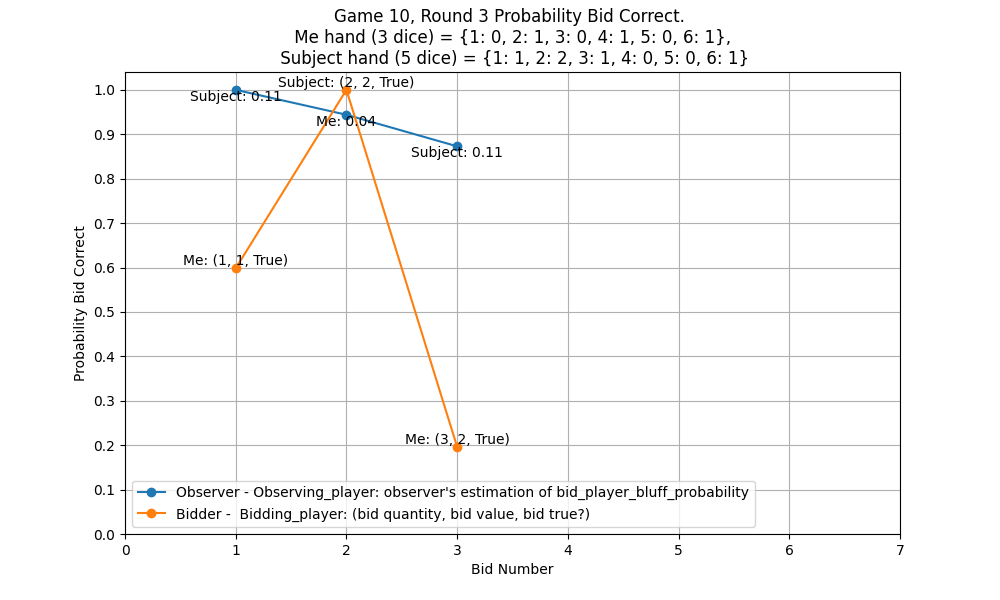 Game 10, Round 3 Probability Bid Correct.
Me hand (3 dice) = {1: 0, 2: 1, 3: 0, 4: 1, 5: 0, 6: 1},
Subject hand (5 dice) = {1: 1, 2: 2, 3: 1, 4: 0, 5: 0, 6: 1}
Subject: (2, 2, True)
Subject: 0.11
Me: 0.04
Subject: 0.11
Me: (1, 1, True)
Me: (3, 2, True)
1.0
0.9
0.8
0.7
0.6
0.5
0.4
0.3
0.2
0.1
0.0
Probability Bid Correct
Observer - Observing_player: observer's estimation of bid_player_bluff_probability
Bidder -  Bidding_player: (bid quantity, bid value, bid true?)
0 1 2 3 4 5 6 7
Bid Number